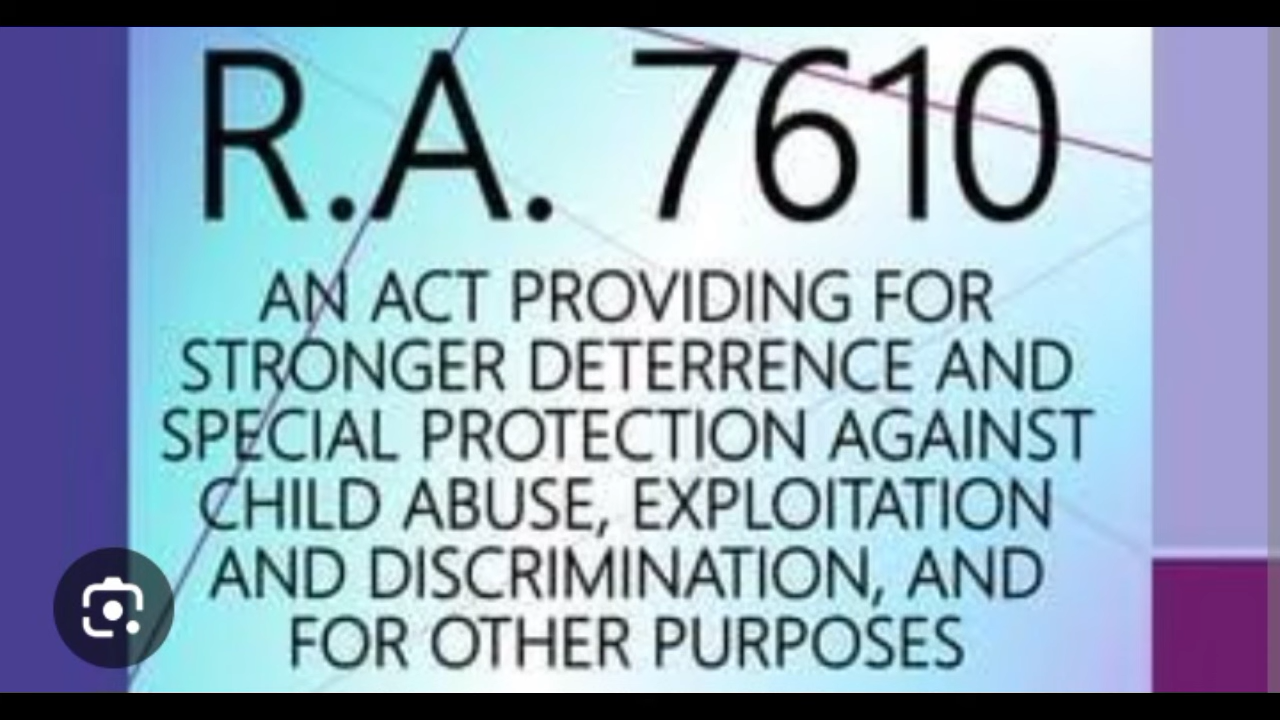 R.A. 7610
AN ACT PROVIDING FOR
STRONGER DETERRENCE AND
SPECIAL PROTECTION AGAINST
CHILD ABUSE, EXPLOITATION
AND DISCRIMINATION, AND
FOR OTHER PURPOSES